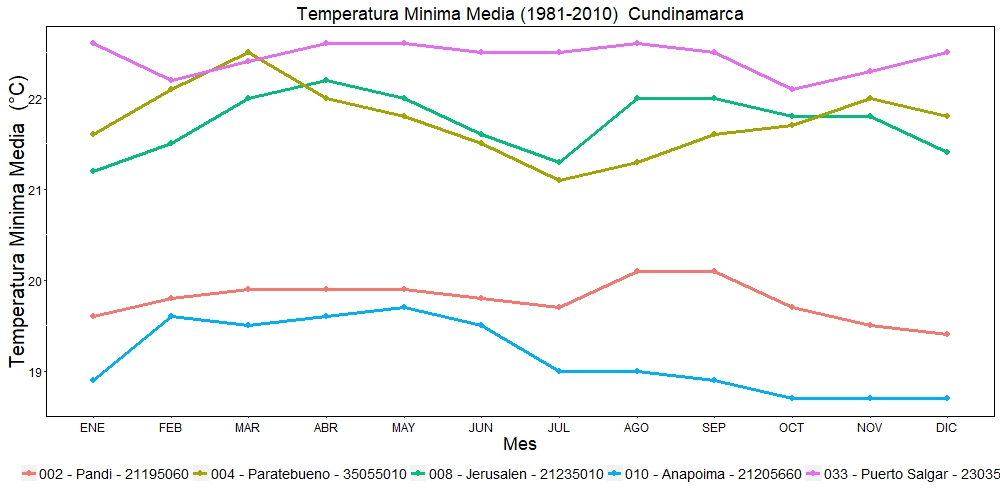 Temperatura Minima Media (1981-2010)  Cundinamarca
Temperatura Minima Media  (°C)
22
21
20
19
ENE FEB MAR ABR MAY JUN JUL AGO SEP OCT NOV DIC
Mes
002 - Pandi - 21195060 004 - Paratebueno - 35055010 008 - Jerusalen - 21235010 010 - Anapoima - 21205660 033 - Puerto Salgar - 23035